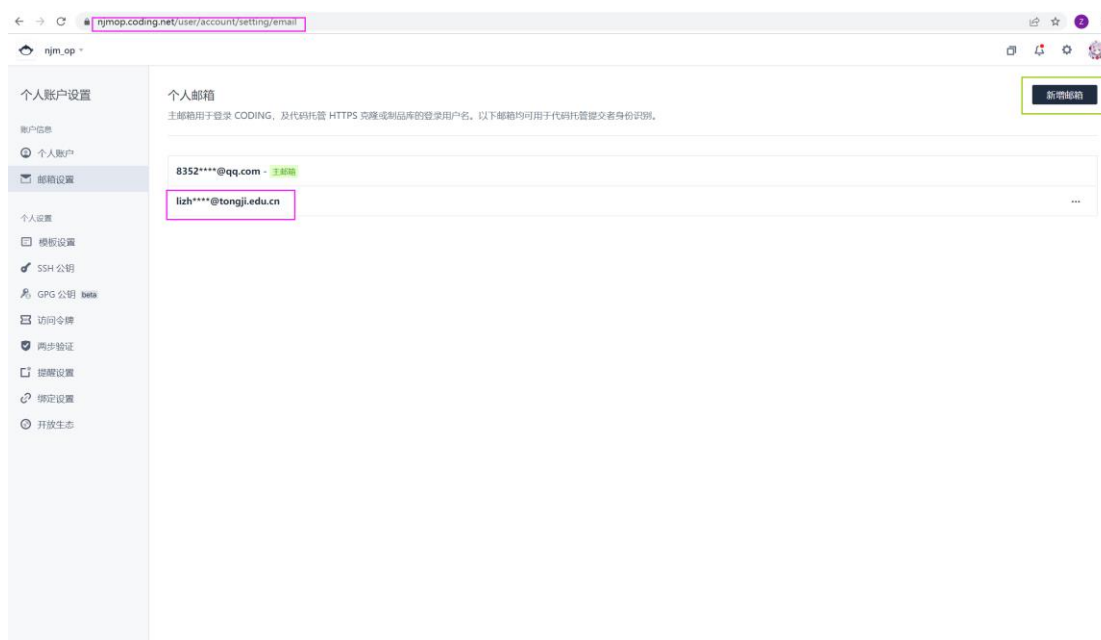 njmop.coding.net/user/account/setting/email
Z
njm_op
个人账户设置
账户信息
个人账户
邮箱设置
个人设置
模板设置
SSH 公钥
GPG 公钥 beta
访问令牌
两步验证
提醒设置
绑定设置
开放生态
个人邮箱
新增邮箱
主邮箱用于登录 CODING，及代码托管 HTTPS 克隆或制品库的登录用户名。以下邮箱均可用于代码托管提交者身份识别。
8352****@qq.com - 主邮箱
lizh****@tongji.edu.cn